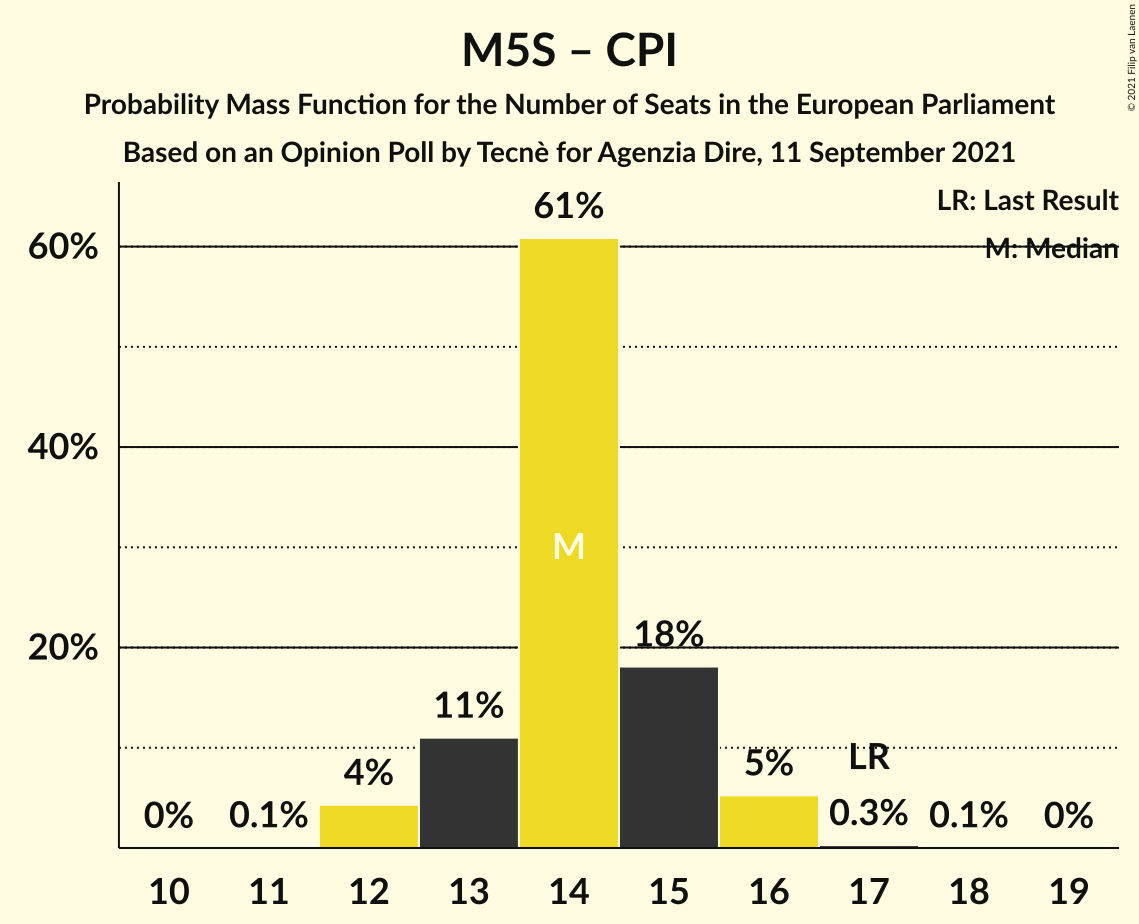 M5S – CPI
Probability Mass Function for the Number of Seats in the European Parliament
Based on an Opinion Poll by Tecnè for Agenzia Dire, 11 September 2021
© 2021 Filip van Laenen
LR: Last Result
M: Median
60%
40%
20%
61%
M
18%
11%
4%
5%
LR
0%
0.1%
0.3%
0.1%
0%
10 11 12 13 14 15 16 17 18 19